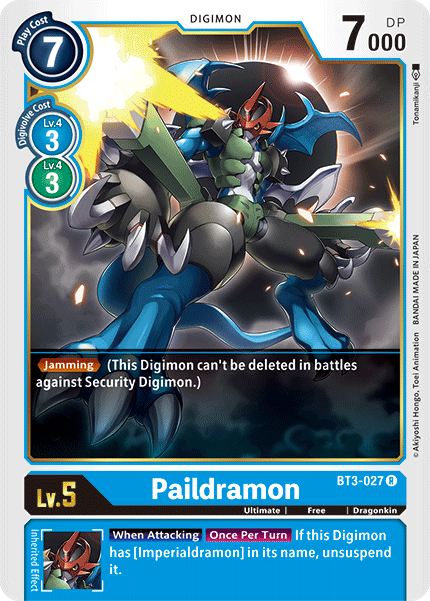 Play Cost
7
DIGIMON
7000
DP
Digivolve Cost
Lv.4
3
Lv.4
3
Tonamikanji
© Akiyoshi Hongo, Toei Animation BANDAI MADE IN JAPAN
Jamming (This Digimon can't be deleted in battles
against Security Digimon.)
Lv.5
Paildramon
BT3-027 R
Ultimate | Free | Dragonkin
Inherited Effect
When Attacking Once Per Turn If this Digimon
has [Imperialdramon] in its name, unsuspend
it.